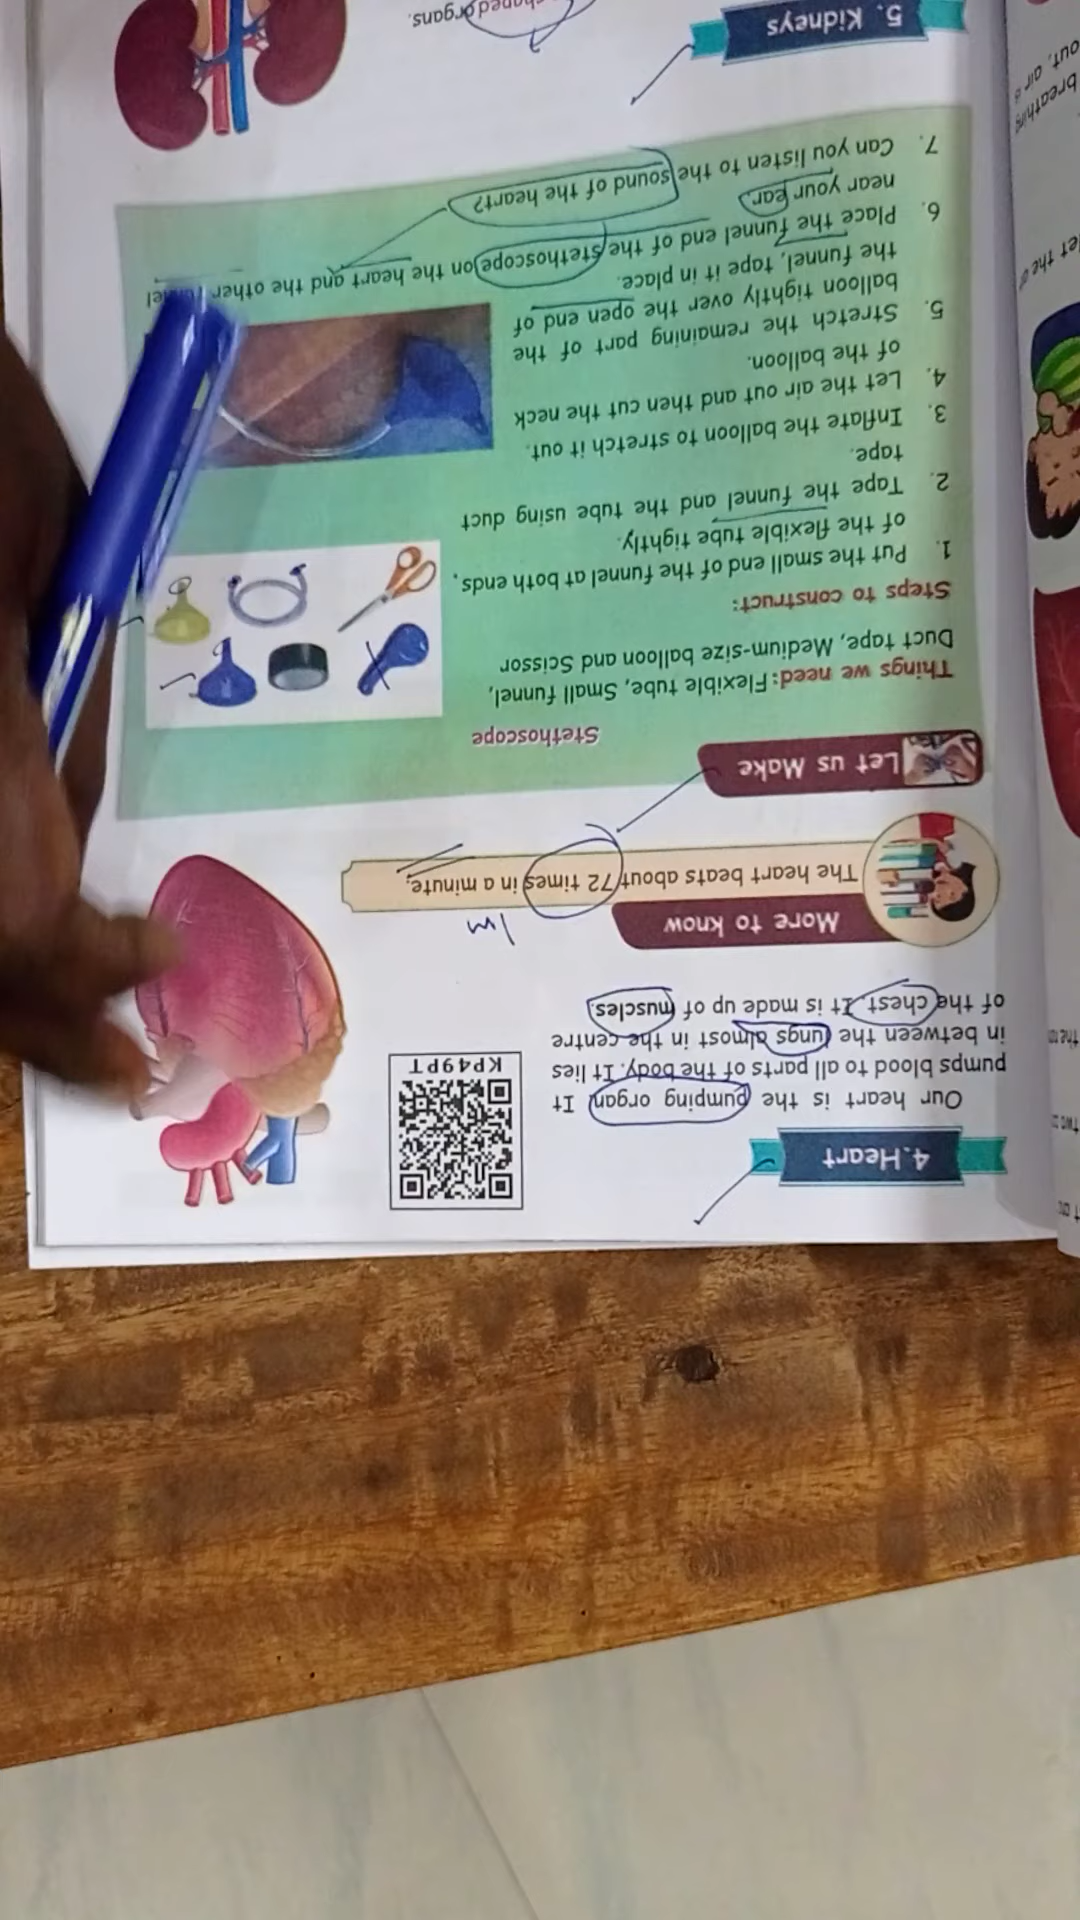 4. Heart
Our heart is the pumping organ. It
pumps blood to all parts of the body. It lies
in between the lungs almost in the centre
of the chest. It is made up of muscles.
KP49PT
More to know
1m
The heart beats about 72 times in a minute.
Let us Make
Stethoscope
Things we need: Flexible tube, Small funnel,
Duct tape, Medium-size balloon and Scissor
Steps to construct:
1. Put the small end of the funnel at both ends,
of the flexible tube tightly.
2. Tape the funnel and the tube using duct
tape.
3. Inflate the balloon to stretch it out.
4. Let the air out and then cut the neck
of the balloon.
5. Stretch the remaining part of the
balloon tightly over the open end of
the funnel, tape it in place.
6. Place the funnel end of the stethoscope on the heart and the other
near your ear.
7. Can you listen to the sound of the heart?
5. Kidneys
organs.
breathing
out, air
let the